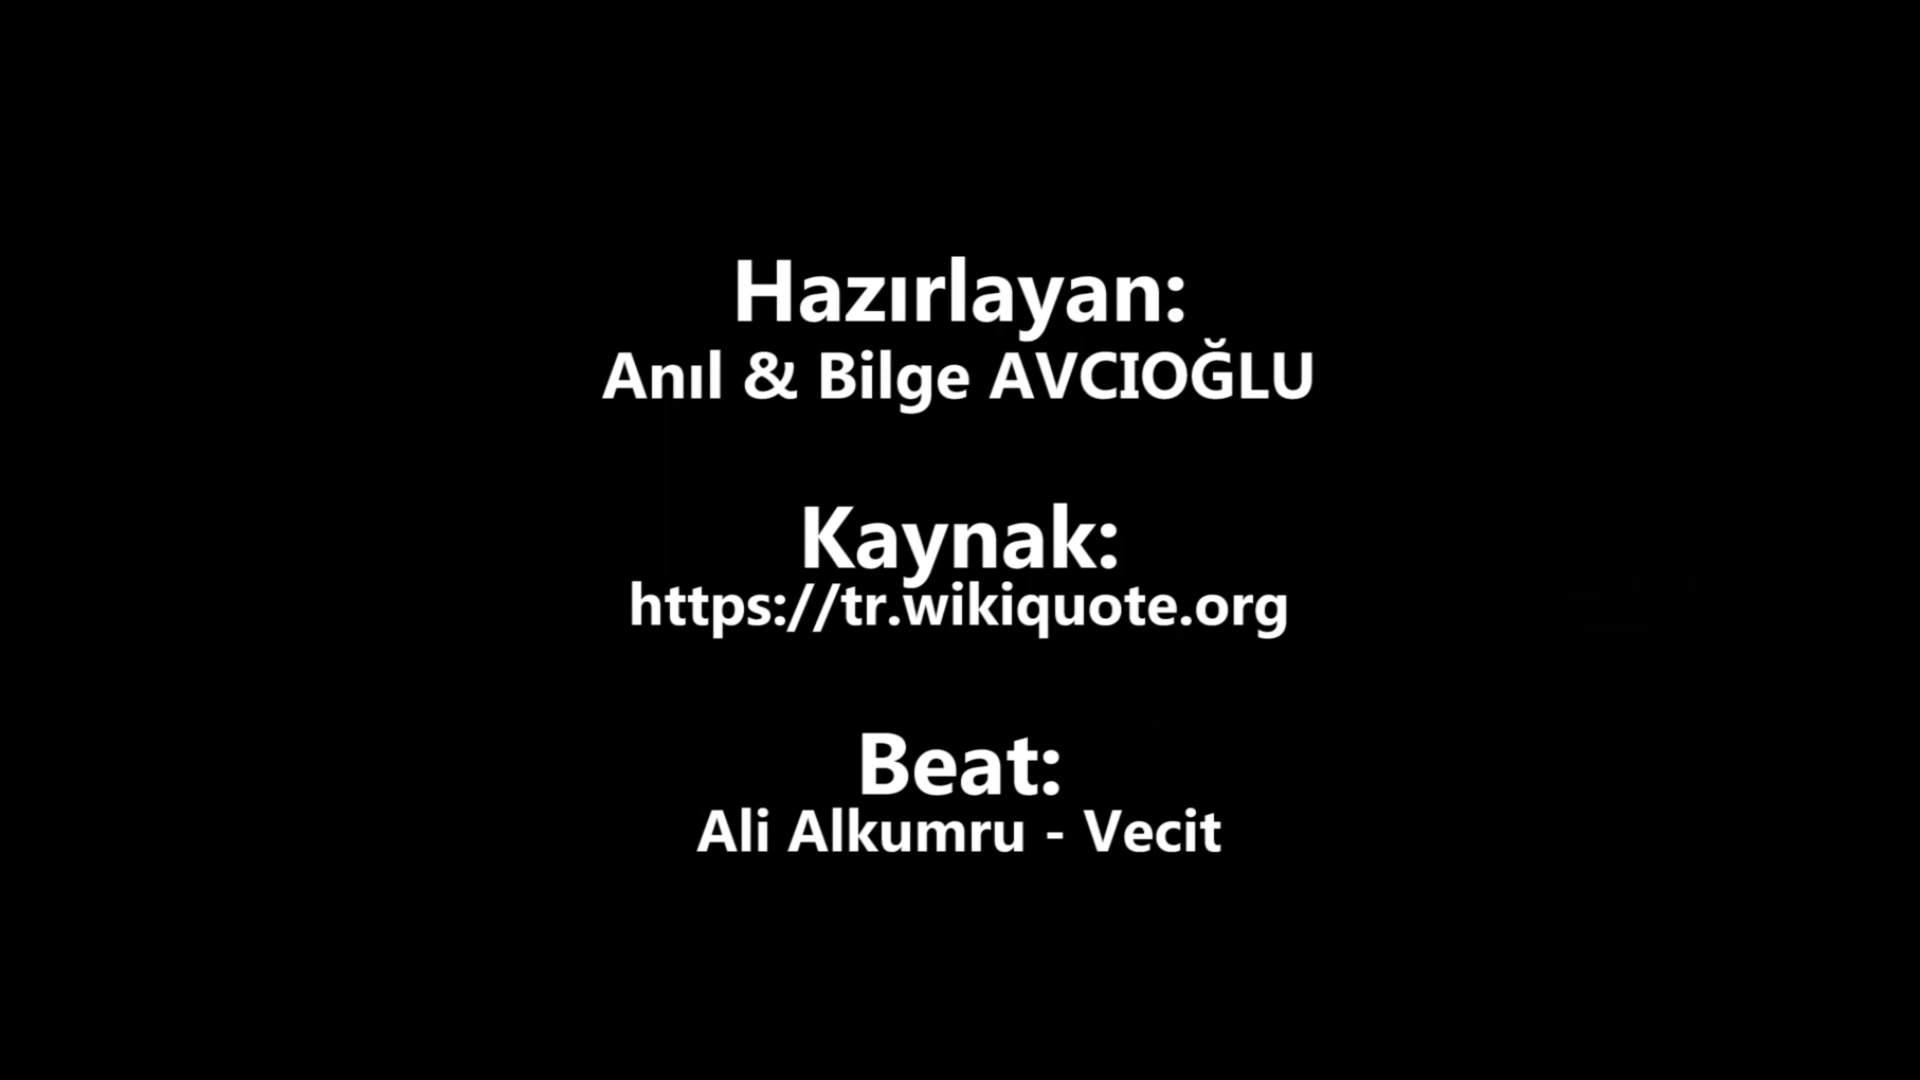 Hazırlayan:
Anıl & Bilge AVCIOĞLU
Kaynak:
https://tr.wikiquote.org
Beat:
Ali Alkumru - Vecit